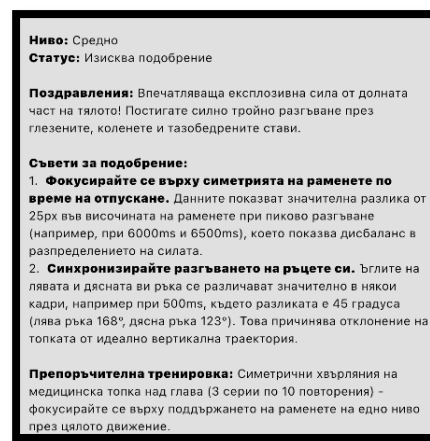 Ниво: Средно
Статус: Изисква подобрение
Поздравления: Впечатляваща експлозивна сила от долната
част на тялото! Постигате силно тройно разгъване през
глезените, коленете и тазобедрените стави.
Съвети за подобрение:
1. Фокусирайте се върху симетрията на раменете по
време на отпускане. Данните показват значителна разлика от
25px във височината на раменете при пиково разгъване
(например, при 6000ms и 6500ms), което показва дисбаланс в
разпределението на силата.
2. Синхронизирайте разгъването на ръцете си. Ъглите на
лявата и дясната ви ръка се различават значително в някои
кадри, например при 500ms, където разликата е 45 градуса
(лява ръка 168°, дясна ръка 123°). Това причинява отклонение на
топката от идеално вертикална траектория.
Препоръчителна тренировка: Симетрични хвърляния на
медицинска топка над глава (3 серии по 10 повторения) -
фокусирайте се върху поддържането на раменете на едно ниво
през цялото движение.